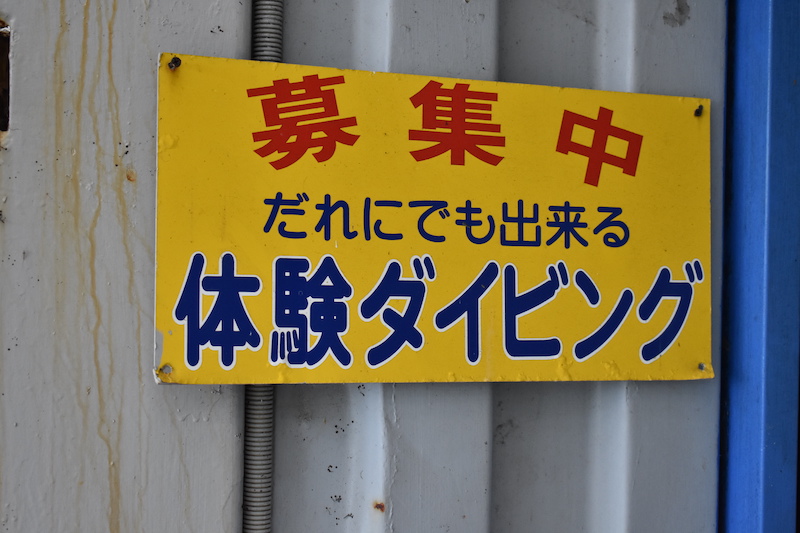 募集中
だれにでも出来る
体験ダイビング